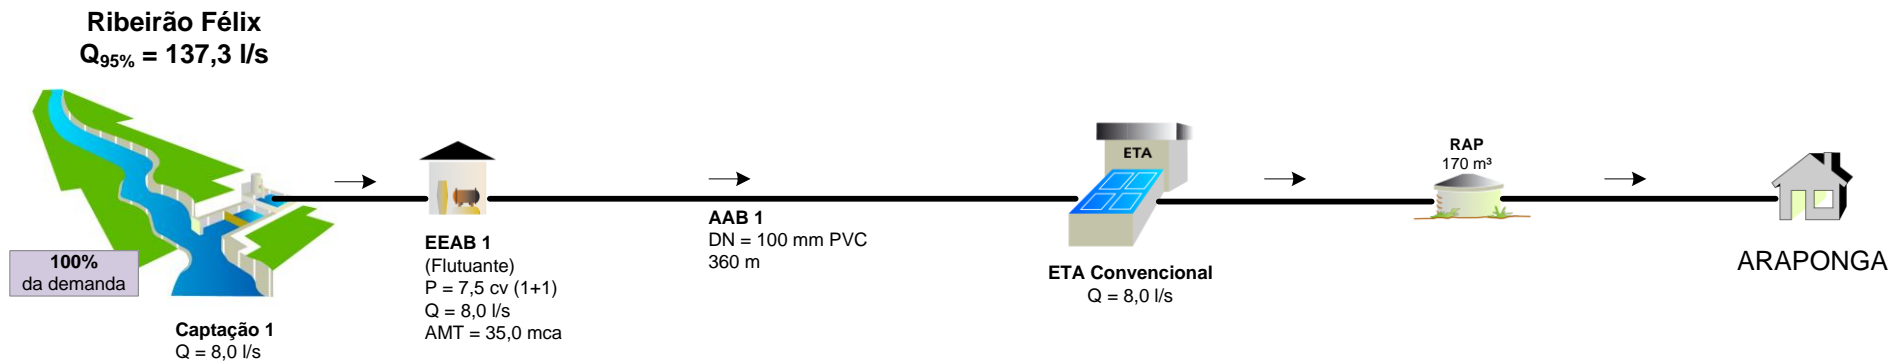 Ribeirão Félix
Q95% = 137,3 l/s
100%
da demanda
Captação 1
Q = 8,0 l/s
EEAB 1
(Flutuante)
P = 7,5 cv (1+1)
Q = 8,0 l/s
AMT = 35,0 mca
AAB 1
DN = 100 mm PVC
360 m
ETA
ETA Convencional
Q = 8,0 l/s
RAP
170 m³
ARAPONGA